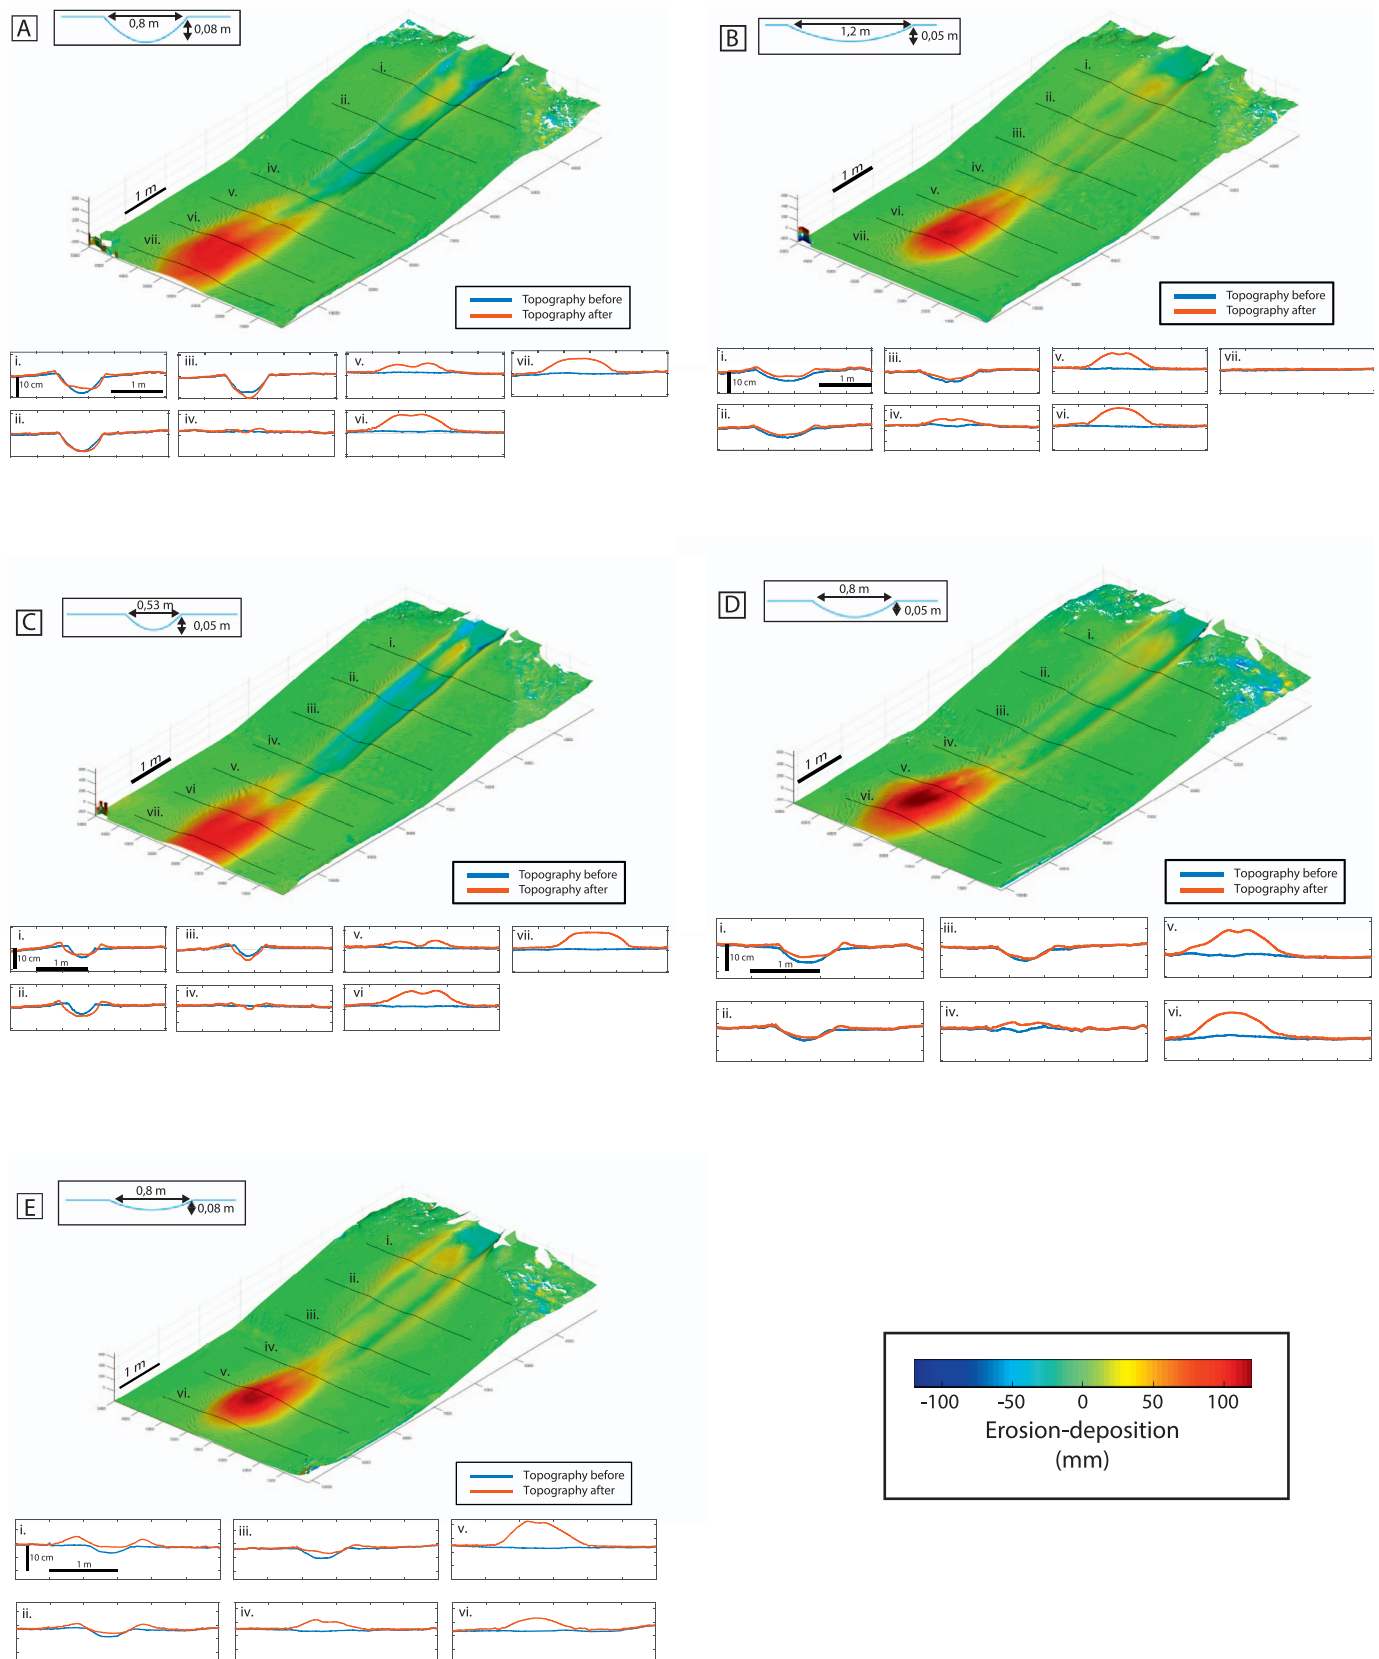 A
0,8 m
0,08 m
i.
ii.
iv.
v.
vi.
vii.
1 m
Topography before
Topography after
i.
10 cm
1 m
iii.
v.
vii.
ii.
iv.
vi.
B
1,2 m
0,05 m
i.
ii.
iii.
iv.
v.
vi.
vii.
1 m
Topography before
Topography after
i.
10 cm
1 m
iii.
v.
vii.
ii.
iv.
vi.
C
0,53 m
0,05 m
i.
ii.
iii.
iv.
v.
vi
vii.
1 m
Topography before
Topography after
i.
10 cm
1 m
iii.
v.
vii.
ii.
iv.
vi
D
0,8 m
0,05 m
i.
ii.
iii.
iv.
v.
vi.
1 m
Topography before
Topography after
i.
10 cm
1 m
iii.
v.
ii.
iv.
vi.
E
0,8 m
0,08 m
i.
ii.
iii.
iv.
v.
vi.
1 m
Topography before
Topography after
i.
10 cm
1 m
iii.
v.
ii.
iv.
vi.
-100 -50 0 50 100
Erosion-deposition
(mm)